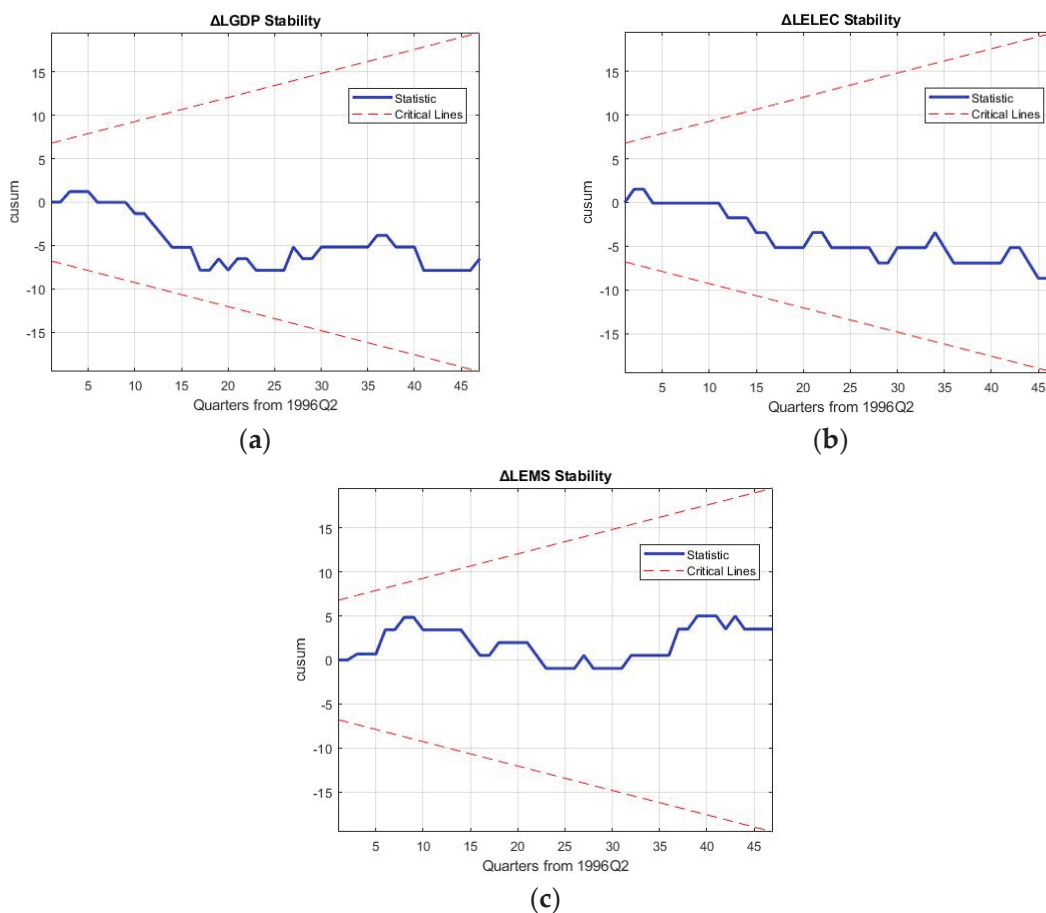 ΔLGDP Stability
15
10
5
0
-5
-10
-15
cusum
Statistic
Critical Lines
5 10 15 20 25 30 35 40 45
Quarters from 1996Q2
(a)
ΔLELEC Stability
15
10
5
0
-5
-10
-15
cusum
Statistic
Critical Lines
5 10 15 20 25 30 35 40 45
Quarters from 1996Q2
(b)
ΔLEMS Stability
15
10
5
0
-5
-10
-15
cusum
Statistic
Critical Lines
5 10 15 20 25 30 35 40 45
Quarters from 1996Q2
(c)